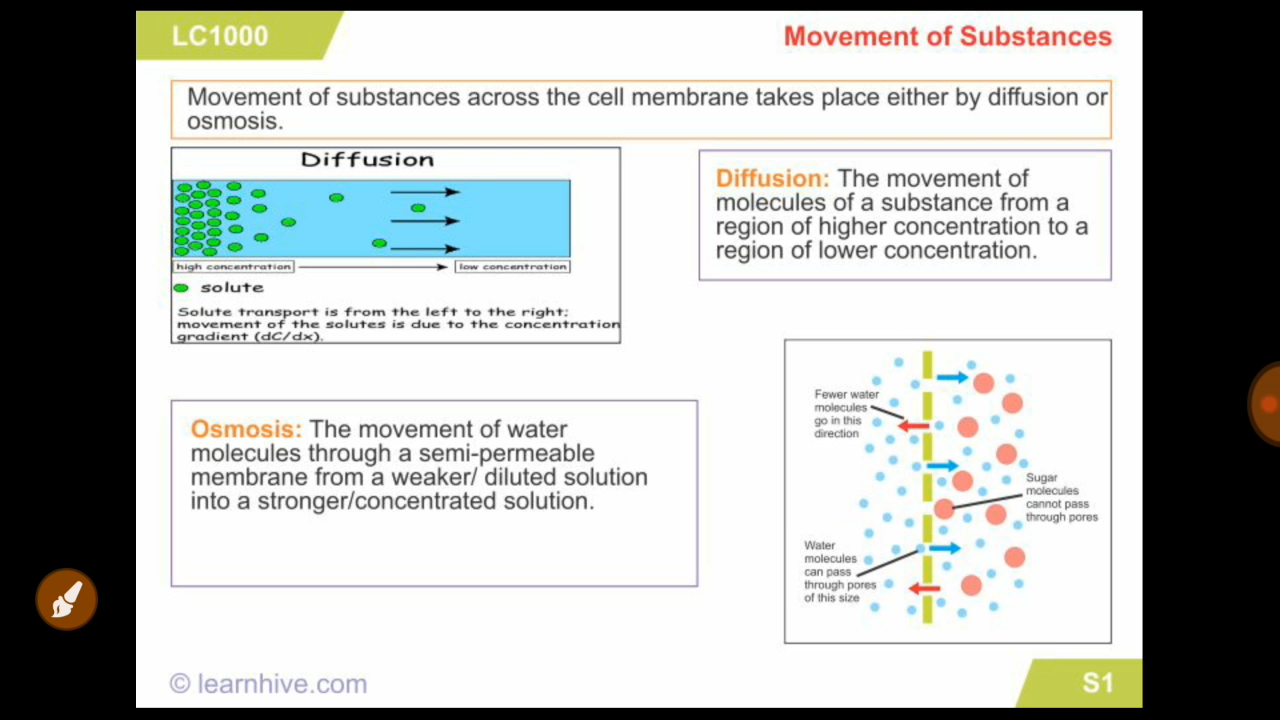 LC1000
Movement of Substances
Movement of substances across the cell membrane takes place either by diffusion or
osmosis.
Diffusion
high concentration
low concentration
solute
Solute transport is from the left to the right;
movement of the solutes is due to the concentration
gradient (dC/dx).
Diffusion: The movement of
molecules of a substance from a
region of higher concentration to a
region of lower concentration.
Osmosis: The movement of water
molecules through a semi-permeable
membrane from a weaker/ diluted solution
into a stronger/concentrated solution.
Fewer water
molecules
go in this
direction
Sugar
molecules
cannot pass
through pores
Water
molecules
can pass
through pores
of this size
© learnhive.com
S1